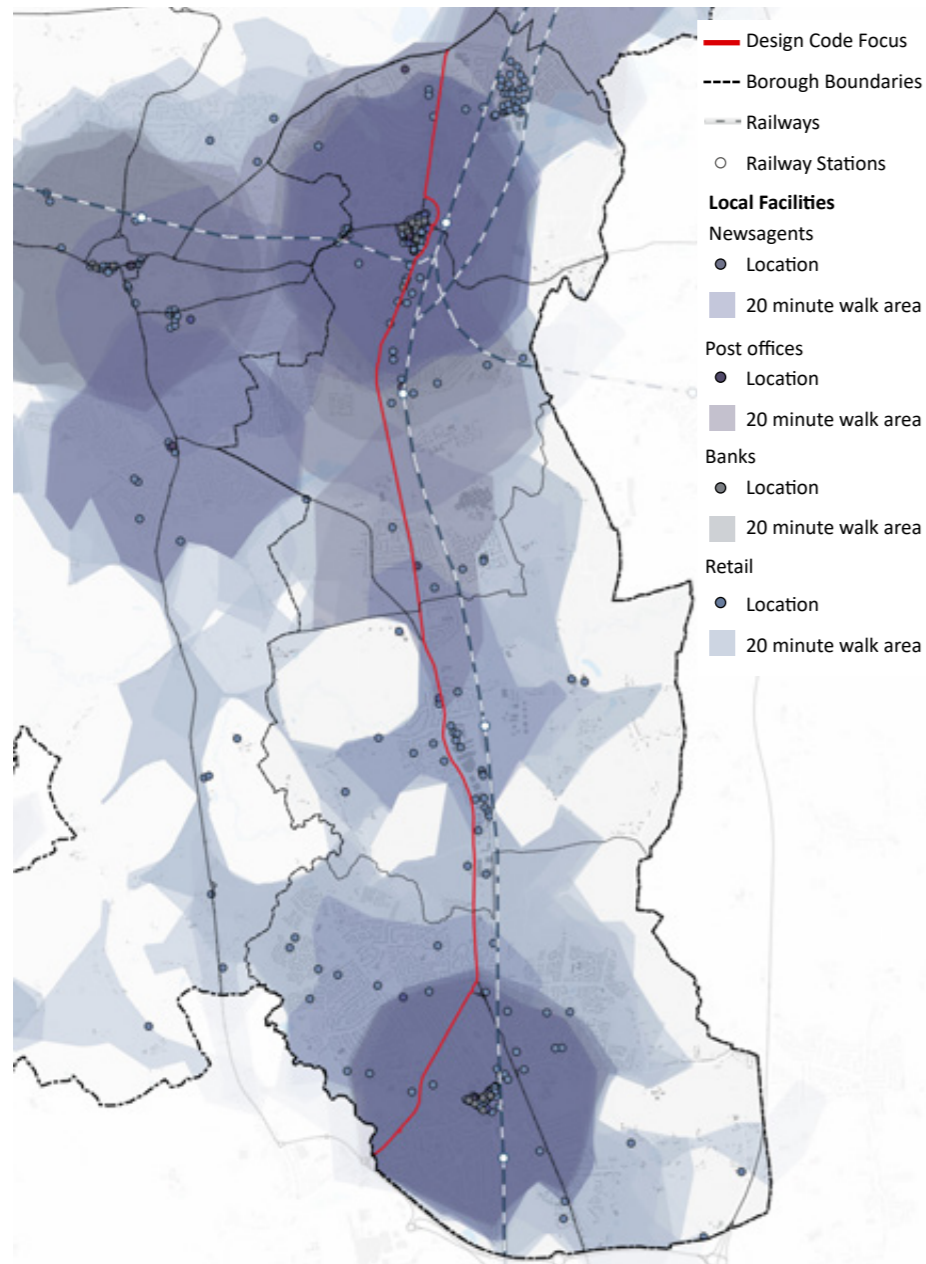 Design Code Focus
Borough Boundaries
Railways
Railway Stations
Local Facilities
Newsagents
Location
20 minute walk area
Post offices
Location
20 minute walk area
Banks
Location
20 minute walk area
Retail
Location
20 minute walk area